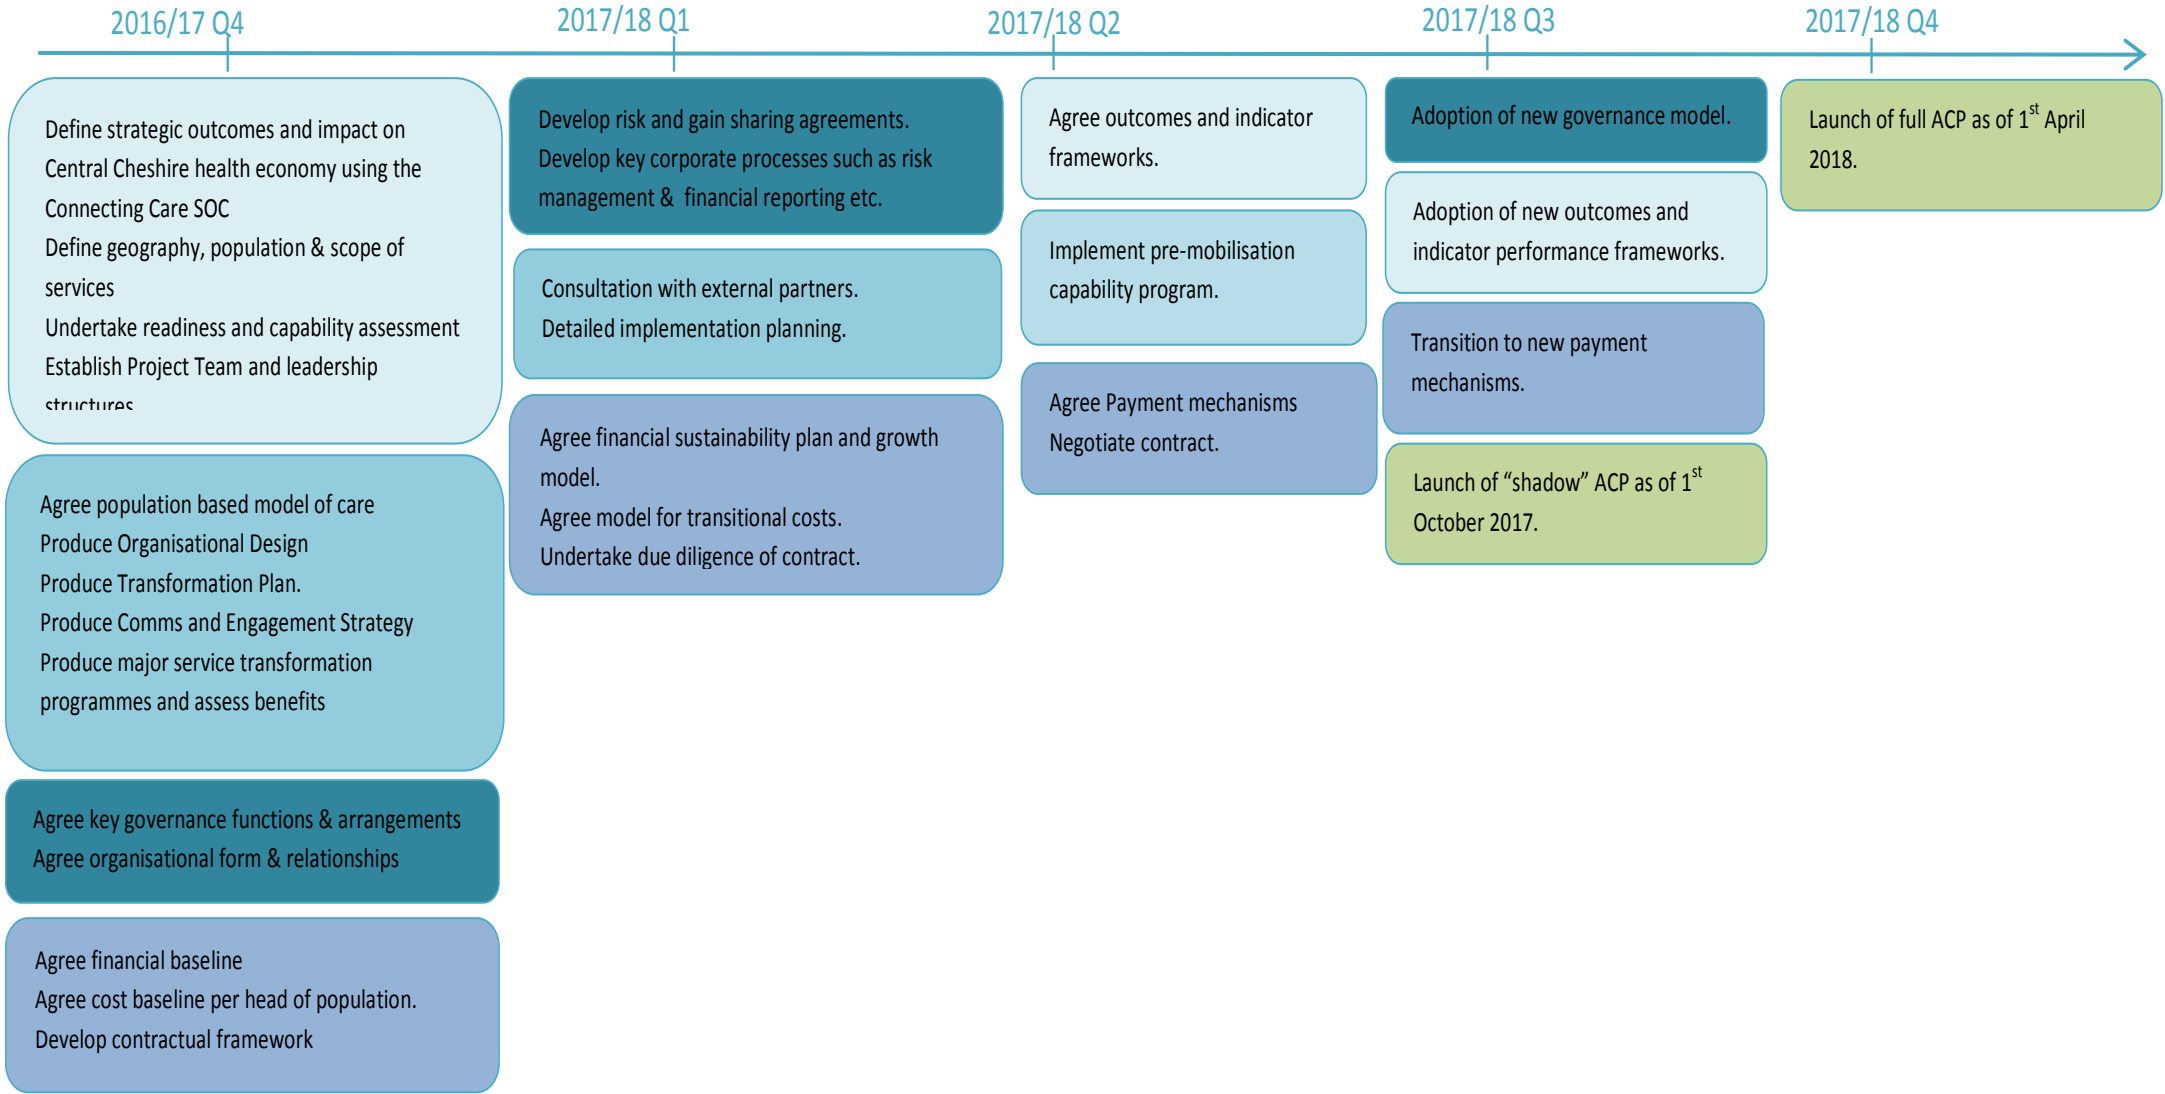 2016/17 Q4
2017/18 Q1
2017/18 Q2
2017/18 Q3
2017/18 Q4
Define strategic outcomes and impact on
Central Cheshire health economy using the
Connecting Care SOC
Define geography, population & scope of
services
Undertake readiness and capability assessment
Establish Project Team and leadership
structures
Agree population based model of care
Produce Organisational Design
Produce Transformation Plan.
Produce Comms and Engagement Strategy
Produce major service transformation
programmes and assess benefits
Agree key governance functions & arrangements
Agree organisational form & relationships
Agree financial baseline
Agree cost baseline per head of population.
Develop contractual framework
Develop risk and gain sharing agreements.
Develop key corporate processes such as risk
management & financial reporting etc.
Consultation with external partners.
Detailed implementation planning.
Agree financial sustainability plan and growth
model.
Agree model for transitional costs.
Undertake due diligence of contract.
Agree outcomes and indicator
frameworks.
Implement pre-mobilisation
capability program.
Agree Payment mechanisms
Negotiate contract.
Adoption of new governance model.
Adoption of new outcomes and
indicator performance frameworks.
Transition to new payment
mechanisms.
Launch of “shadow” ACP as of 1st
October 2017.
Launch of full ACP as of 1st April
2018.